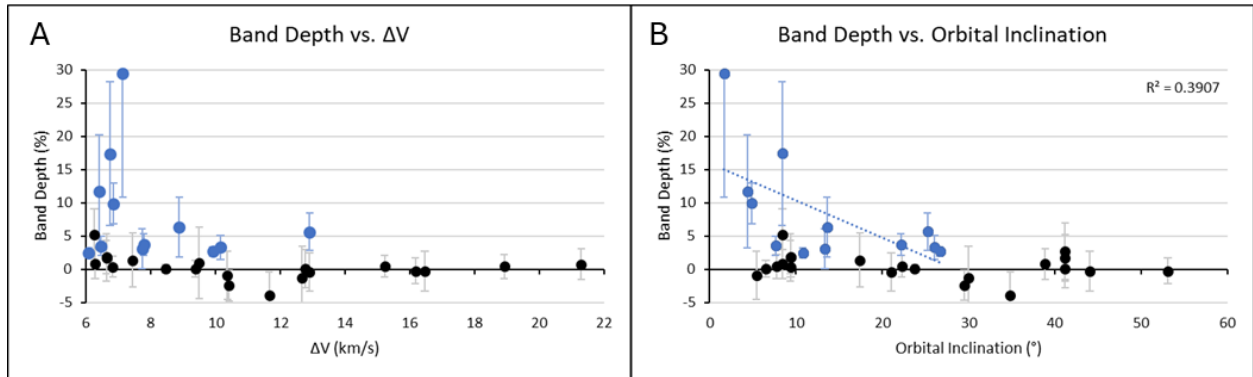 A
Band Depth vs. ΔV
Band Depth (%)
30
25
20
15
10
5
0
-5
6 8 10 12 14 16 18 20 22
ΔV (km/s)
B
Band Depth vs. Orbital Inclination
R² = 0.3907
Band Depth (%)
30
25
20
15
10
5
0
-5
0 10 20 30 40 50 60
Orbital Inclination (°)